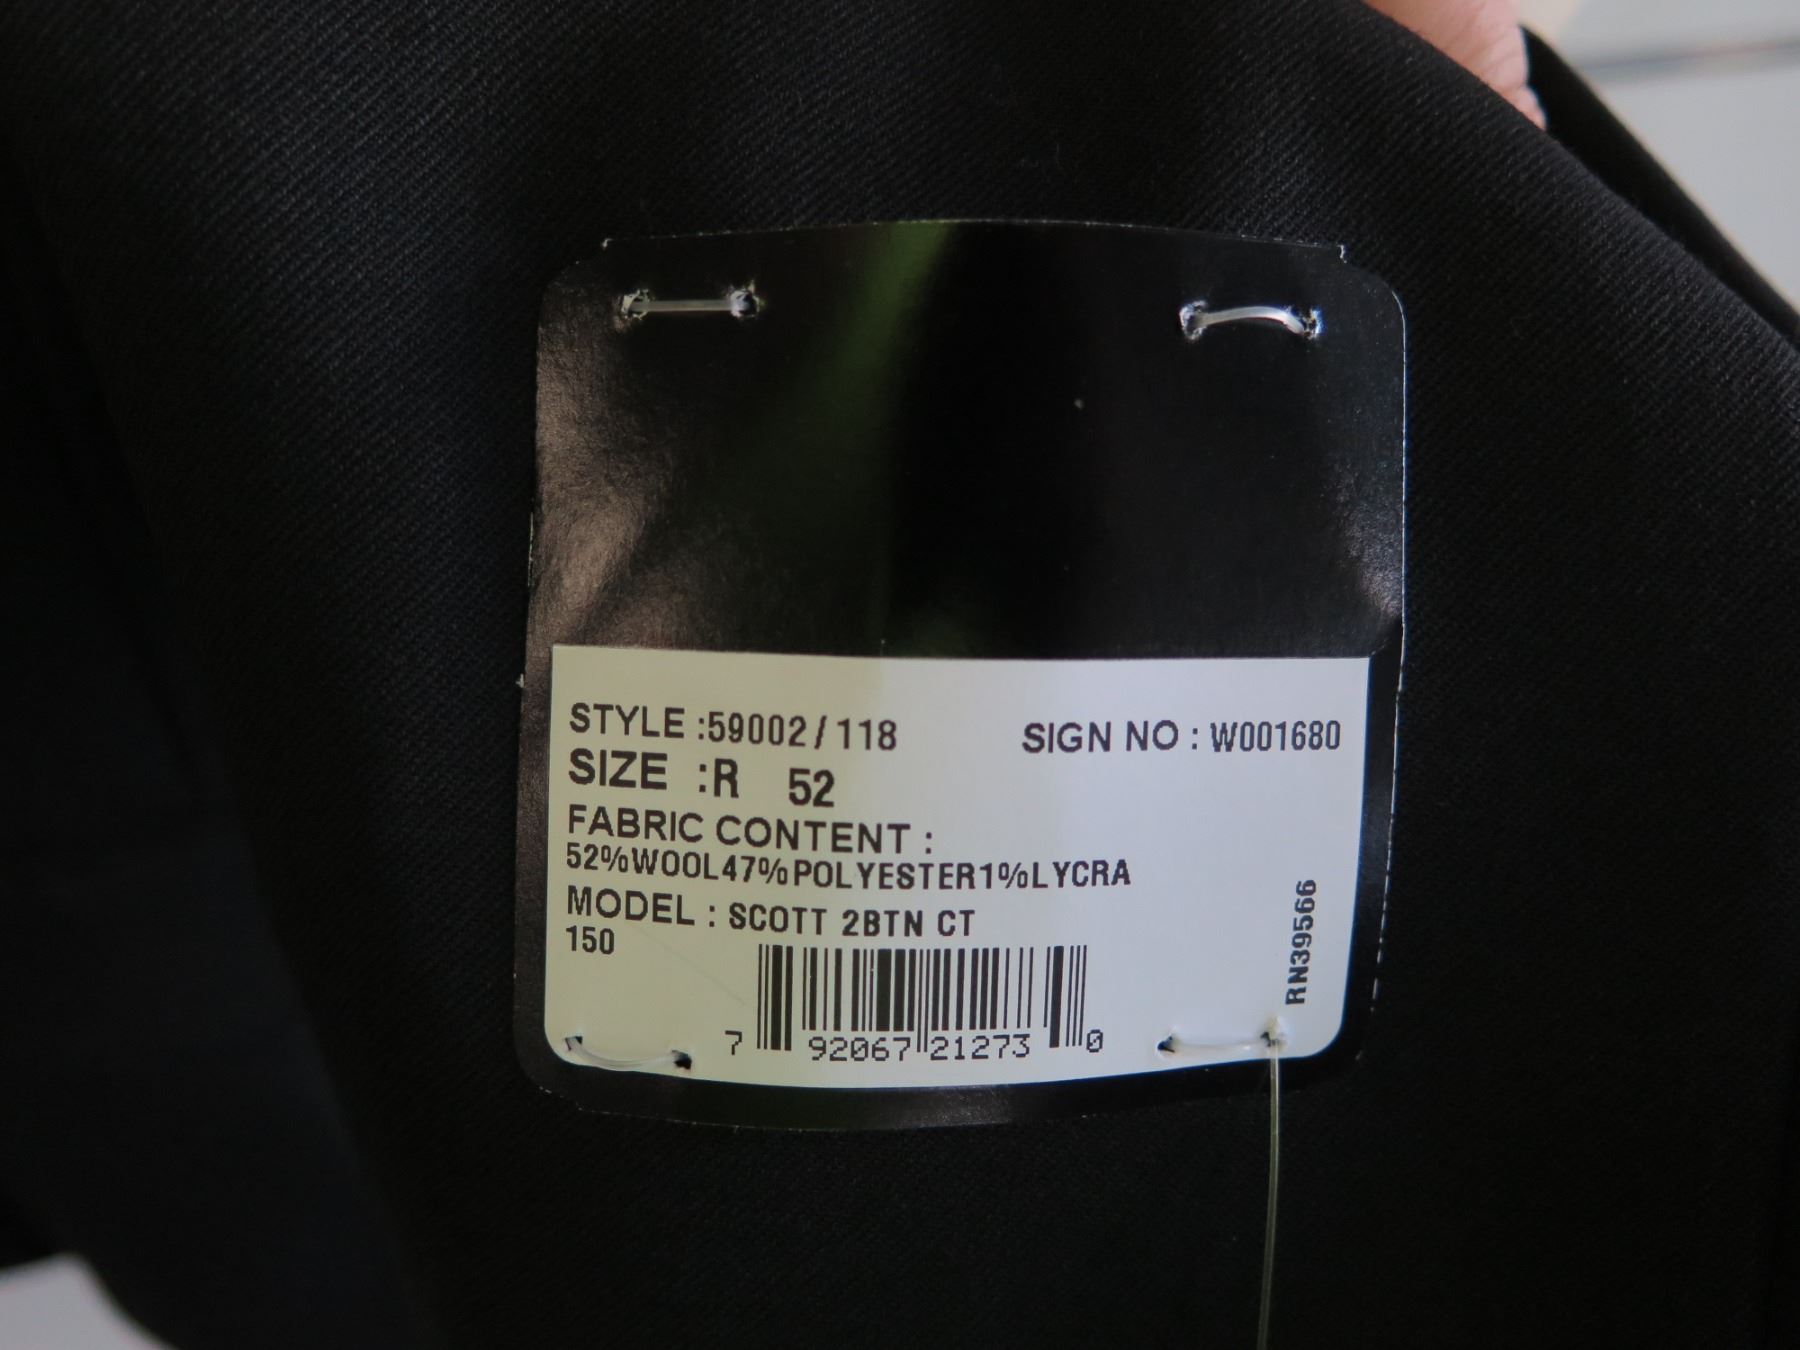 STYLE :59002/118 SIGN NO : W001680
SIZE :R 52
FABRIC CONTENT :
52%WOOL47%POLYESTER1%LYCRA
MODEL : SCOTT 2BTN CT
150
RN39566
7 92067 21273 0